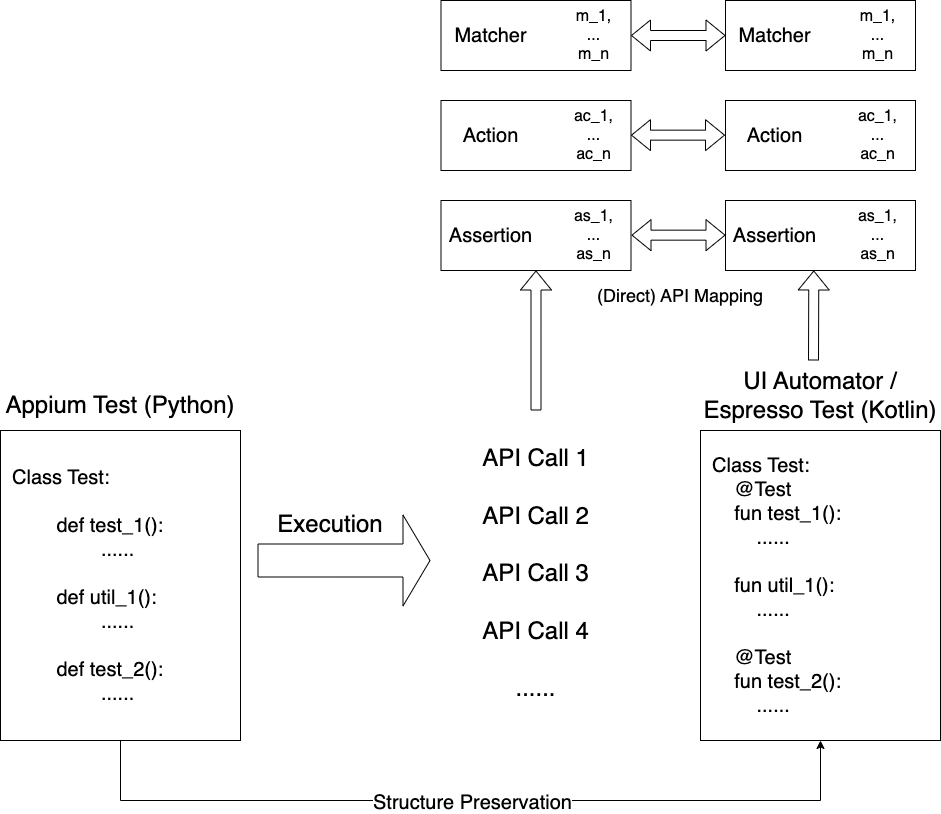 Matcher
m_1,
...
m_n
Matcher
m_1,
...
m_n
Action
ac_1,
...
ac_n
Action
ac_1,
...
ac_n
Assertion
as_1,
...
as_n
Assertion
as_1,
...
as_n
(Direct) API Mapping
Appium Test (Python)
Class Test:
def test_1():
......
def util_1():
......
def test_2():
......
Execution
API Call 1
API Call 2
API Call 3
API Call 4
......
UI Automator /
Espresso Test (Kotlin)
Class Test:
@Test
fun test_1():
......
fun util_1():
......
@Test
fun test_2():
......
Structure Preservation